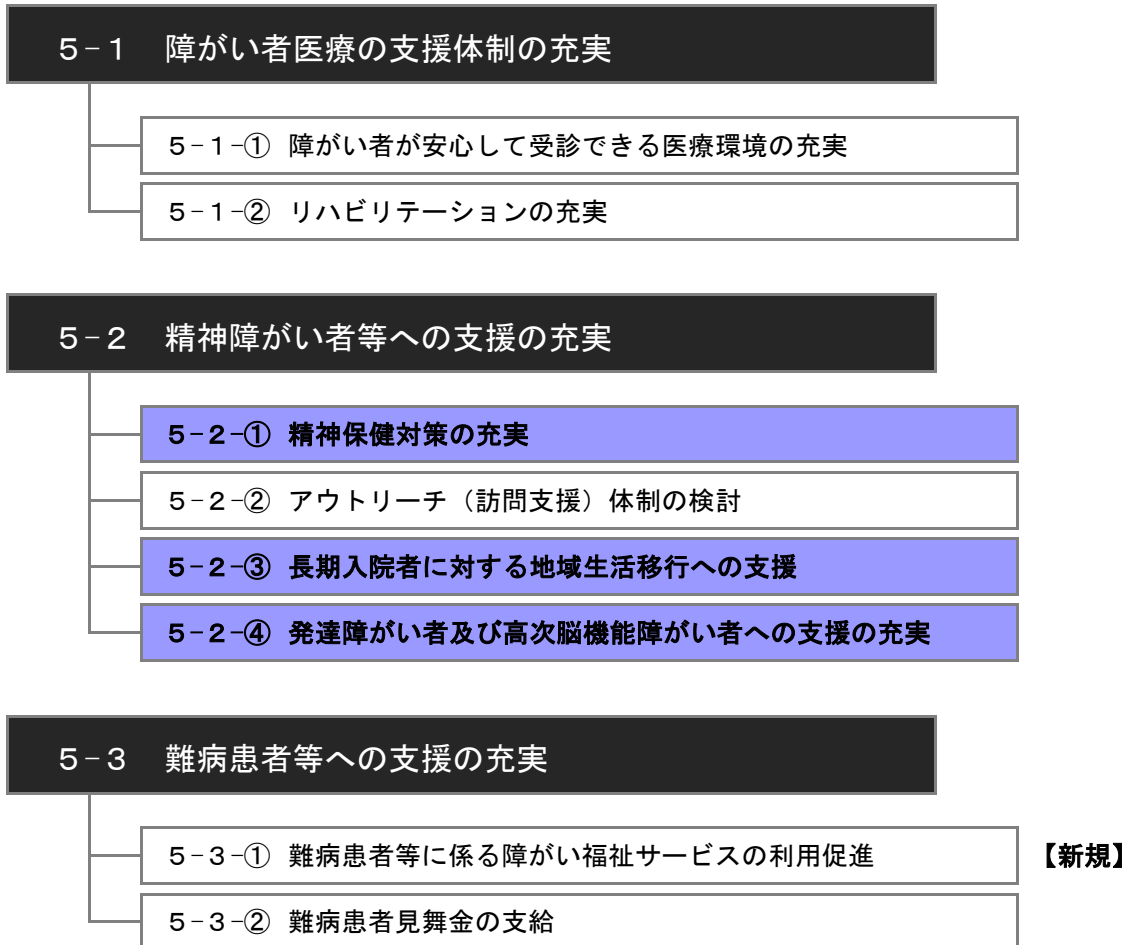 ５－１　障がい者医療の支援体制の充実
５－１－① 障がい者が安心して受診できる医療環境の充実
５－１－② リハビリテーションの充実
５－２　精神障がい者等への支援の充実
５－２－① 精神保健対策の充実
５－２－② アウトリーチ（訪問支援）体制の検討
５－２－③ 長期入院者に対する地域生活移行への支援
５－２－④ 発達障がい者及び高次脳機能障がい者への支援の充実
５－３　難病患者等への支援の充実
５－３－① 難病患者等に係る障がい福祉サービスの利用促進　【新規】
５－３－② 難病患者見舞金の支給